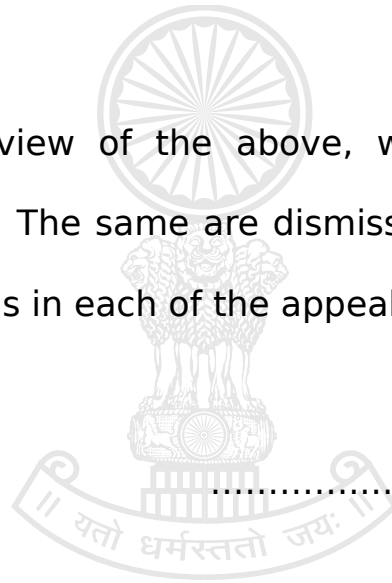 view of the above, w
The same are dismiss
s in each of the appeal
..................
॥ यतो धर्मस्ततो जयः ॥